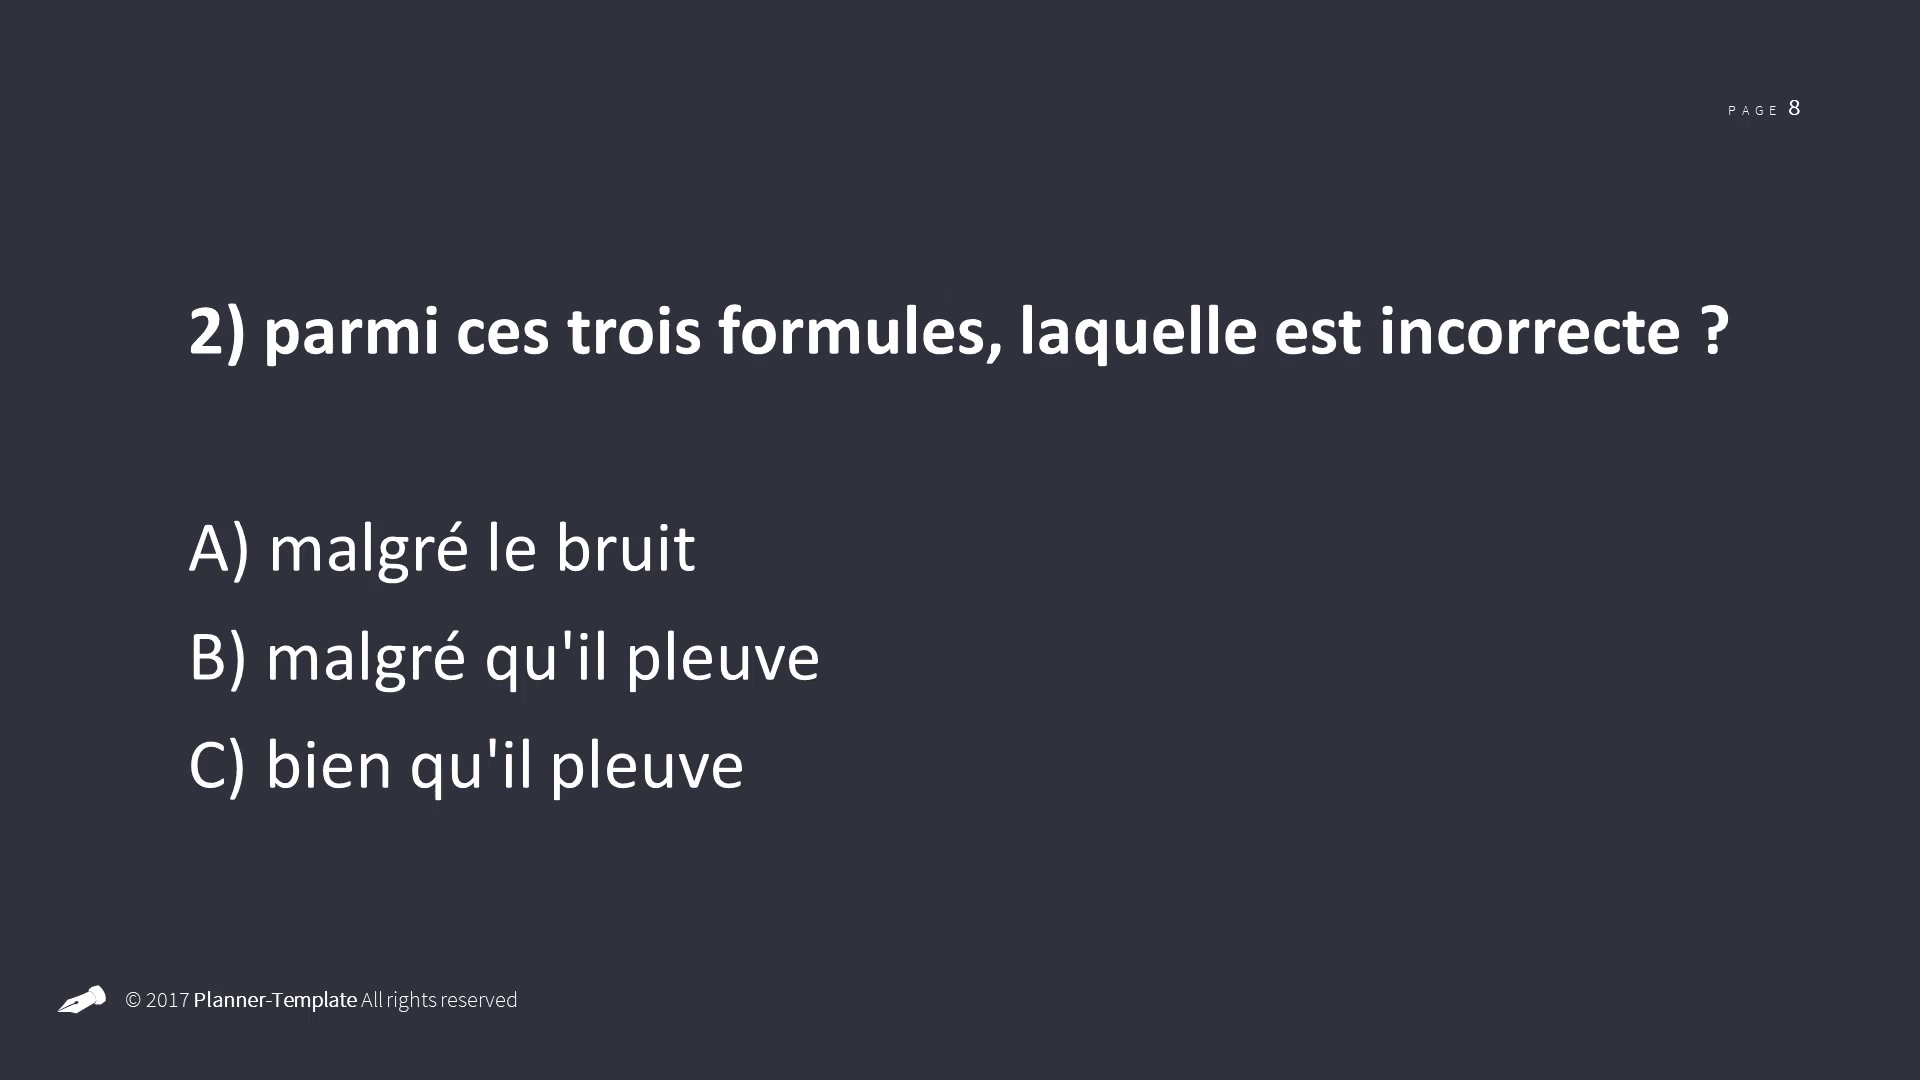 PAGE 8
2) parmi ces trois formules, laquelle est incorrecte ?
A) malgré le bruit
B) malgré qu'il pleuve
C) bien qu'il pleuve
© 2017 Planner-Template All rights reserved